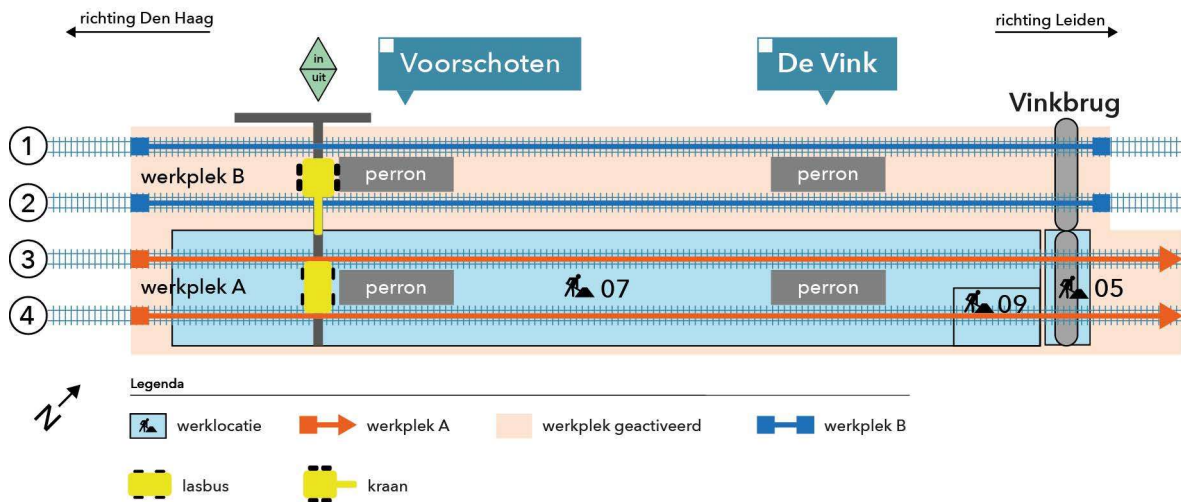 richting Den Haag
richting Leiden
in
uit
Voorschoten
De Vink
Vinkbrug
1
werkplek B
perron
perron
2
3
werkplek A
perron
07
perron
09
05
4
N
Legenda
werklocatie
werkplek A
werkplek geactiveerd
werkplek B
lasbus
kraan